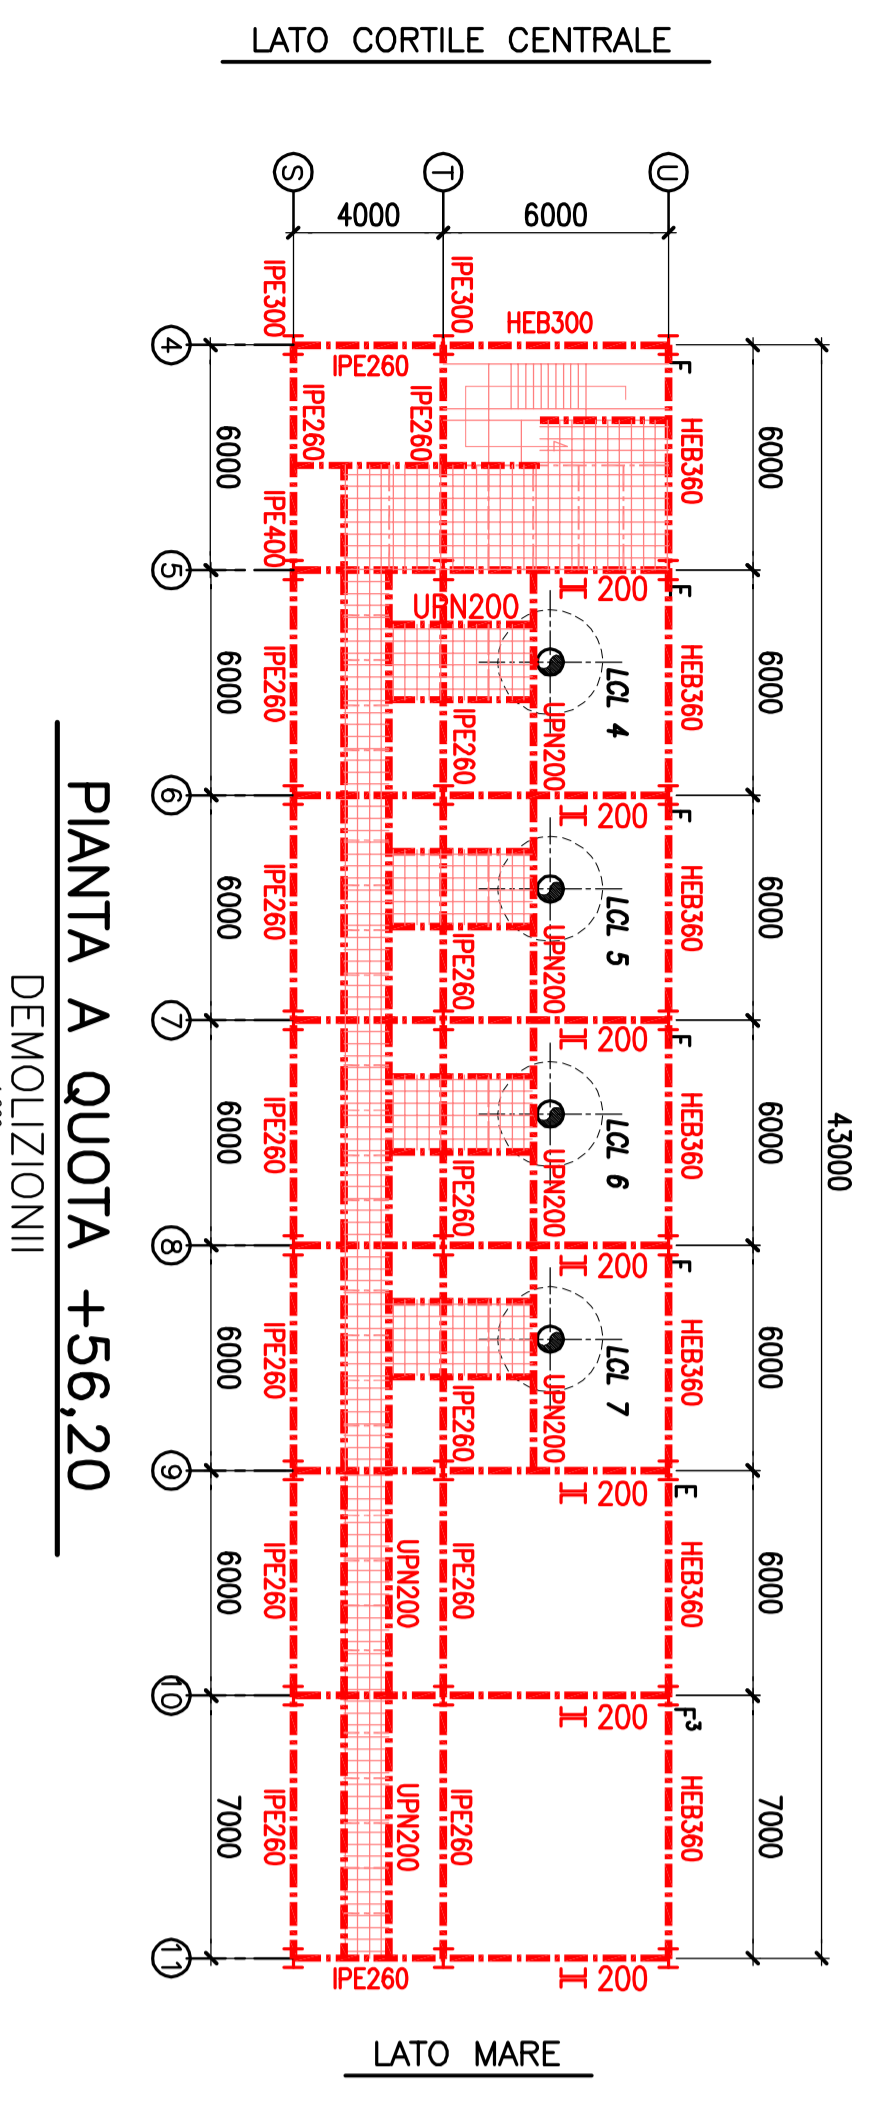 LATO CORTILE CENTRALE
S
T
U
4000
6000
IPE300
IPE300
HEB300
4
IPE260
F
IPE260
IPE260
HEB360
6000
6000
IPE400
5
I 200
F
UPN200
IPE260
6000
LCL 4
HEB360
6000
IPE260
UPN200
6
I 200
F
IPE260
6000
LCL 5
HEB360
6000
IPE260
UPN200
7
I 200
F
IPE260
6000
LCL 6
HEB360
6000
43000
IPE260
UPN200
8
I 200
F
IPE260
6000
LCL 7
HEB360
6000
IPE260
UPN200
9
I 200
E
IPE260
6000
UPN200
IPE260
HEB360
6000
10
I 200
F³
IPE260
7000
UPN200
IPE260
HEB360
7000
11
IPE260
I 200
PIANTA A QUOTA +56,20
DEMOLIZIONII
LATO MARE